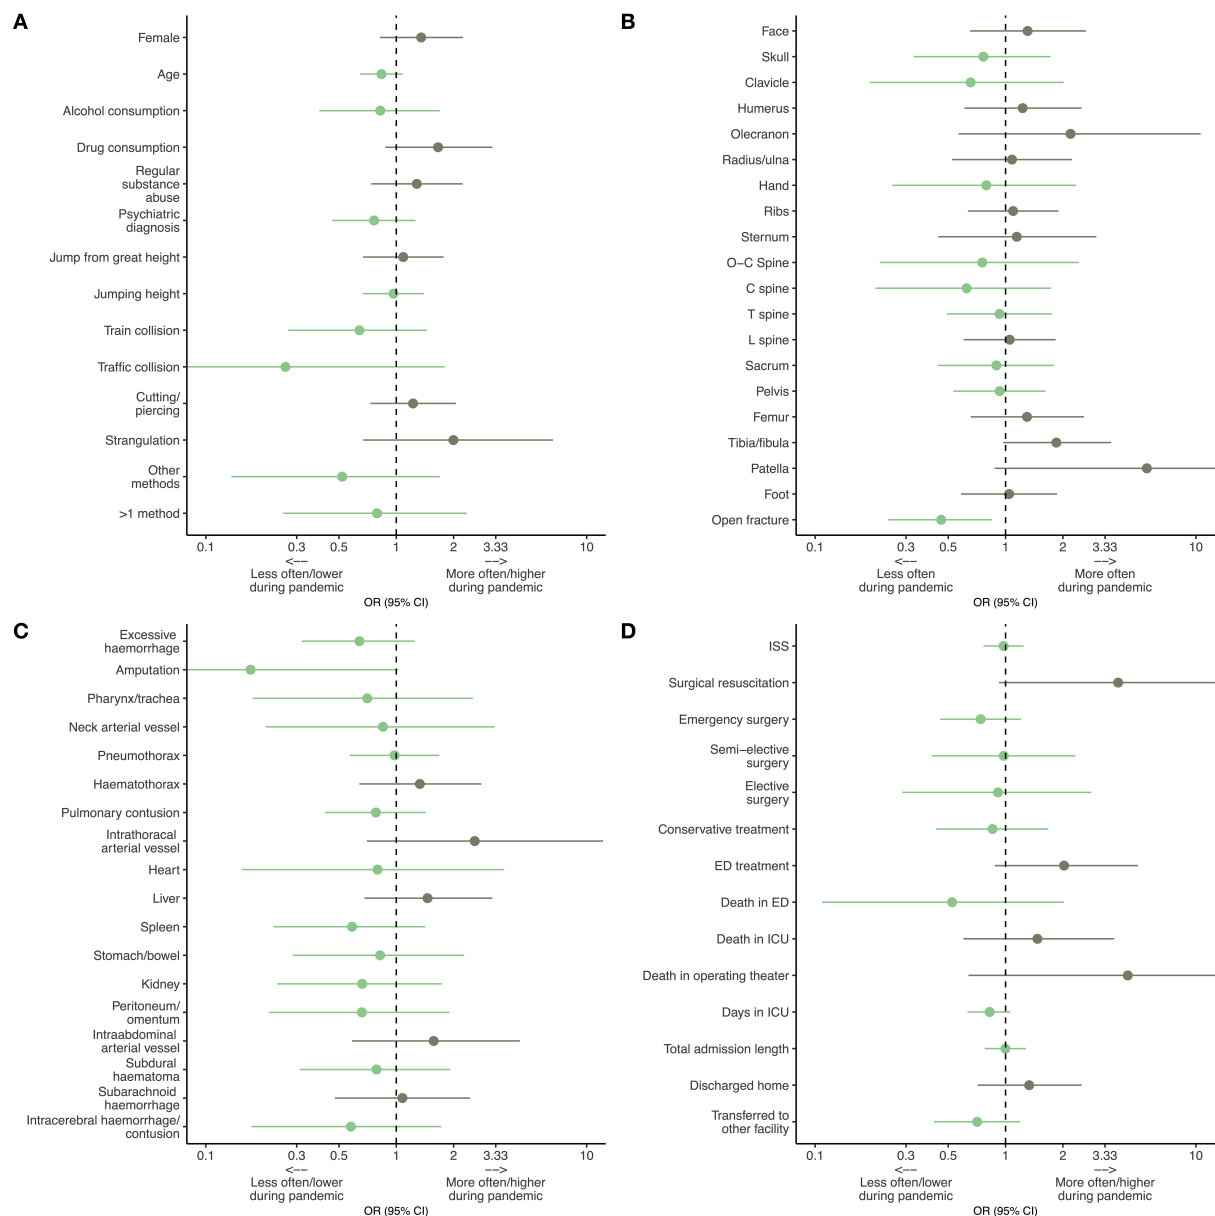 A
Female
Age
Alcohol consumption
Drug consumption
Regular
substance
abuse
Psychiatric
diagnosis
Jump from great height
Jumping height
Train collision
Traffic collision
Cutting/
piercing
Strangulation
Other
methods
>1 method
0.1 0.3 0.5 1 2 3.33 10
<−− −−>
Less often/lower More often/higher
during pandemic during pandemic
OR (95% CI)
B
Face
Skull
Clavicle
Humerus
Olecranon
Radius/ulna
Hand
Ribs
Sternum
O−C Spine
C spine
T spine
L spine
Sacrum
Pelvis
Femur
Tibia/fibula
Patella
Foot
Open fracture
0.1 0.3 0.5 1 2 3.33 10
<−− −−>
Less often More often
during pandemic during pandemic
OR (95% CI)
C
Excessive
haemorrhage
Amputation
Pharynx/trachea
Neck arterial vessel
Pneumothorax
Haematothorax
Pulmonary contusion
Intrathoracal
arterial vessel
Heart
Liver
Spleen
Stomach/bowel
Kidney
Peritoneum/
omentum
Intraabdominal
arterial vessel
Subdural
haematoma
Subarachnoid
haemorrhage
Intracerebral haemorrhage/
contusion
0.1 0.3 0.5 1 2 3.33 10
<−− −−>
Less often/lower More often/higher
during pandemic during pandemic
OR (95% CI)
D
ISS
Surgical resuscitation
Emergency surgery
Semi−elective
surgery
Elective
surgery
Conservative treatment
ED treatment
Death in ED
Death in ICU
Death in operating theater
Days in ICU
Total admission length
Discharged home
Transferred to
other facility
0.1 0.3 0.5 1 2 3.33 10
<−− −−>
Less often/lower More often/higher
during pandemic during pandemic
OR (95% CI)